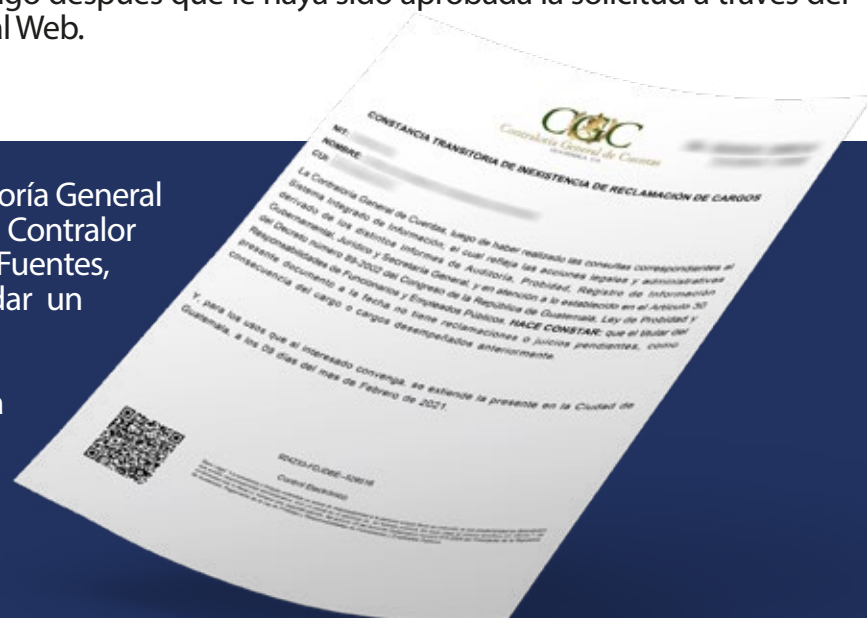 go después que le haya sido aprobada la solicitud a través del
al Web.
oría General
Contralor
Fuentes,
dar un
CGC
Contraloría General de Cuentas
GUATEMALA, C.A.
CONSTANCIA TRANSITORIA DE INEXISTENCIA DE RECLAMACIÓN DE CARGOS
NIT:
NOMBRE:
CUI:
La Contraloría General de Cuentas, luego de haber realizado las consultas correspondientes al
Sistema Integrado de Información, el cual refleja las acciones legales y administrativas
derivado de los distintos informes de Auditoría, Probidad, Registro de Información
Gubernamental, Jurídico y Secretaría General, y en atención a lo establecido en el Artículo 30
del Decreto número 89-2002 del Congreso de la República de Guatemala, Ley de Probidad y
Responsabilidades de Funcionarios y Empleados Públicos, HACE CONSTAR: que el titular del
presente documento a la fecha no tiene reclamaciones o juicios pendientes, como
consecuencia del cargo o cargos desempeñados anteriormente.
Y, para los usos que al interesado convenga, se extiende la presente en la Ciudad de
Guatemala, a los 09 días del mes de Febrero de 2021.
Control Electrónico